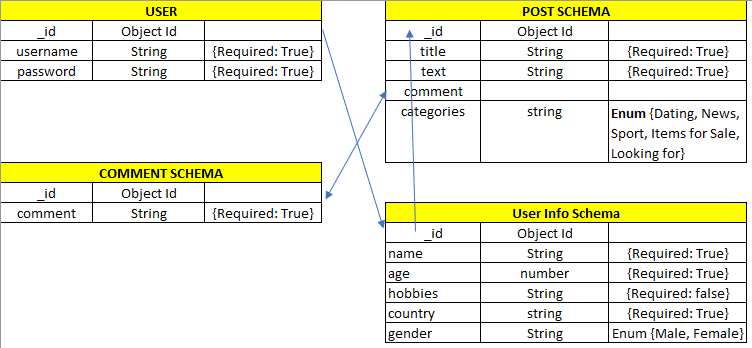 USER
_id Object Id
username String {Required: True}
password String {Required: True}
POST SCHEMA
_id Object Id
title String {Required: True}
text String {Required: True}
comment
categories string Enum {Dating, News,
Sport, Items for Sale,
Looking for}
COMMENT SCHEMA
_id Object Id
comment String {Required: True}
User Info Schema
_id Object Id
name String {Required: True}
age number {Required: True}
hobbies String {Required: false}
country string {Required: True}
gender String Enum {Male, Female}